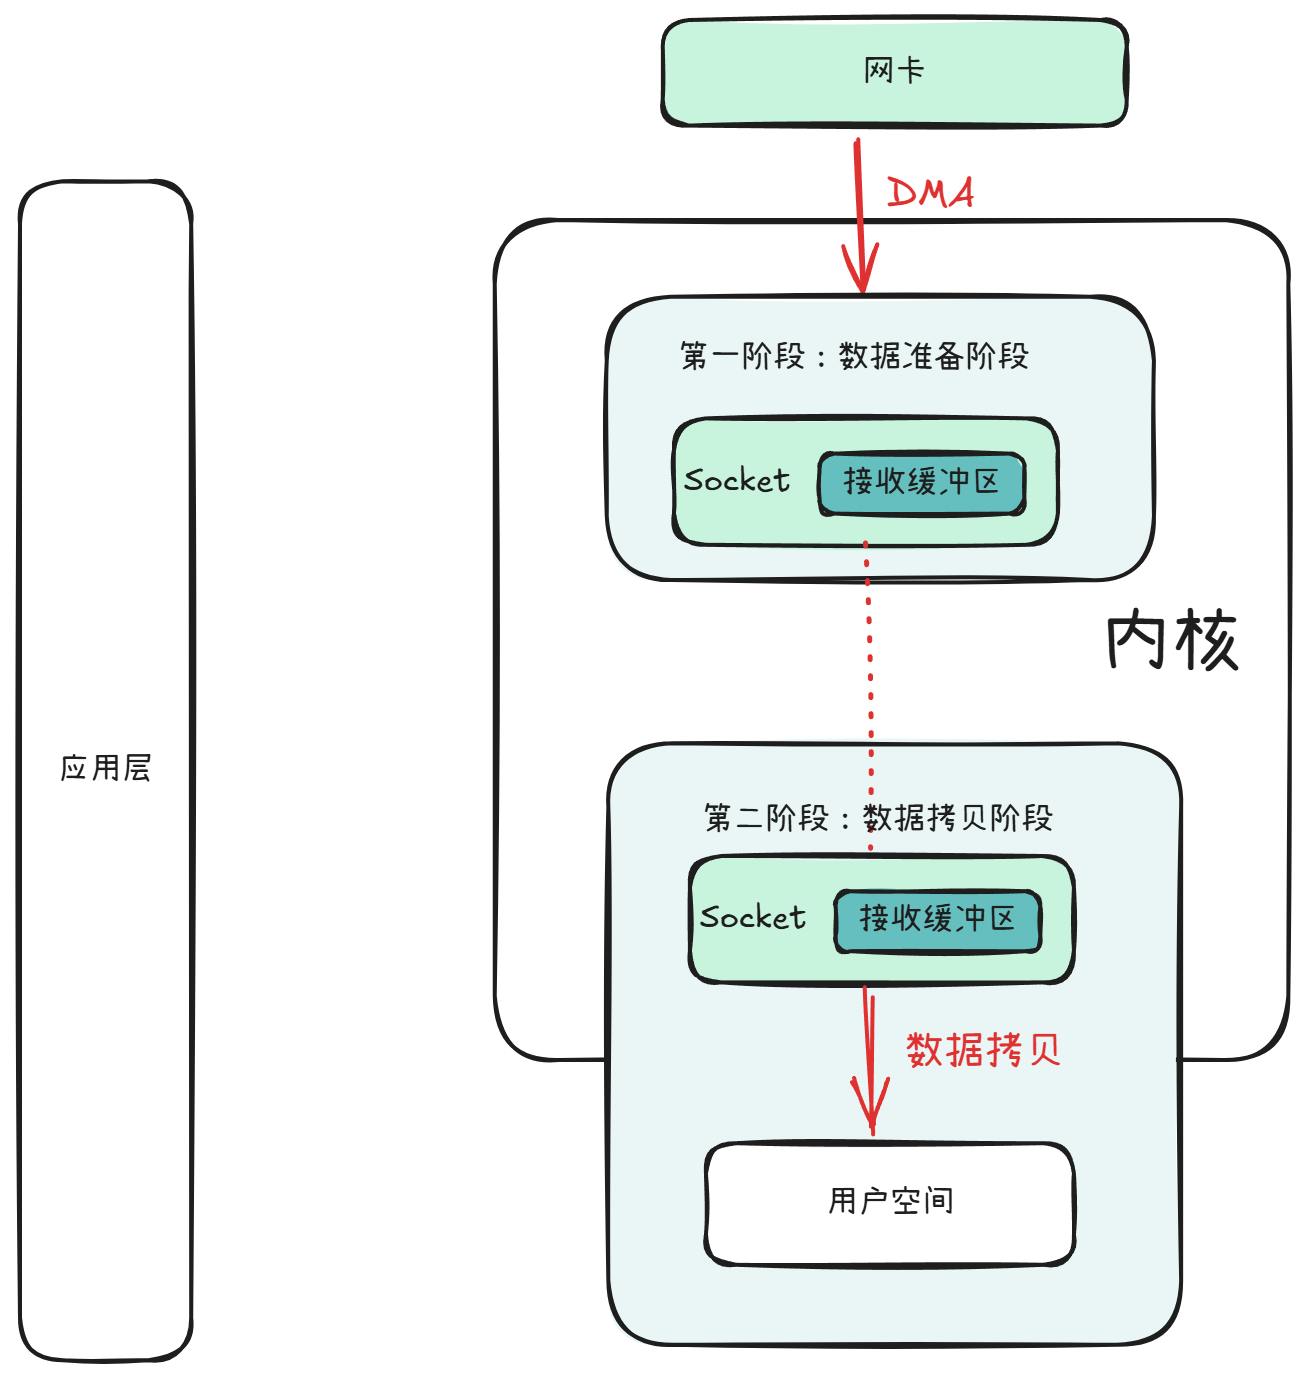 网卡
DMA
第一阶段：数据准备阶段
Socket
接收缓冲区
内核
应用层
第二阶段：数据拷贝阶段
Socket
接收缓冲区
数据拷贝
用户空间